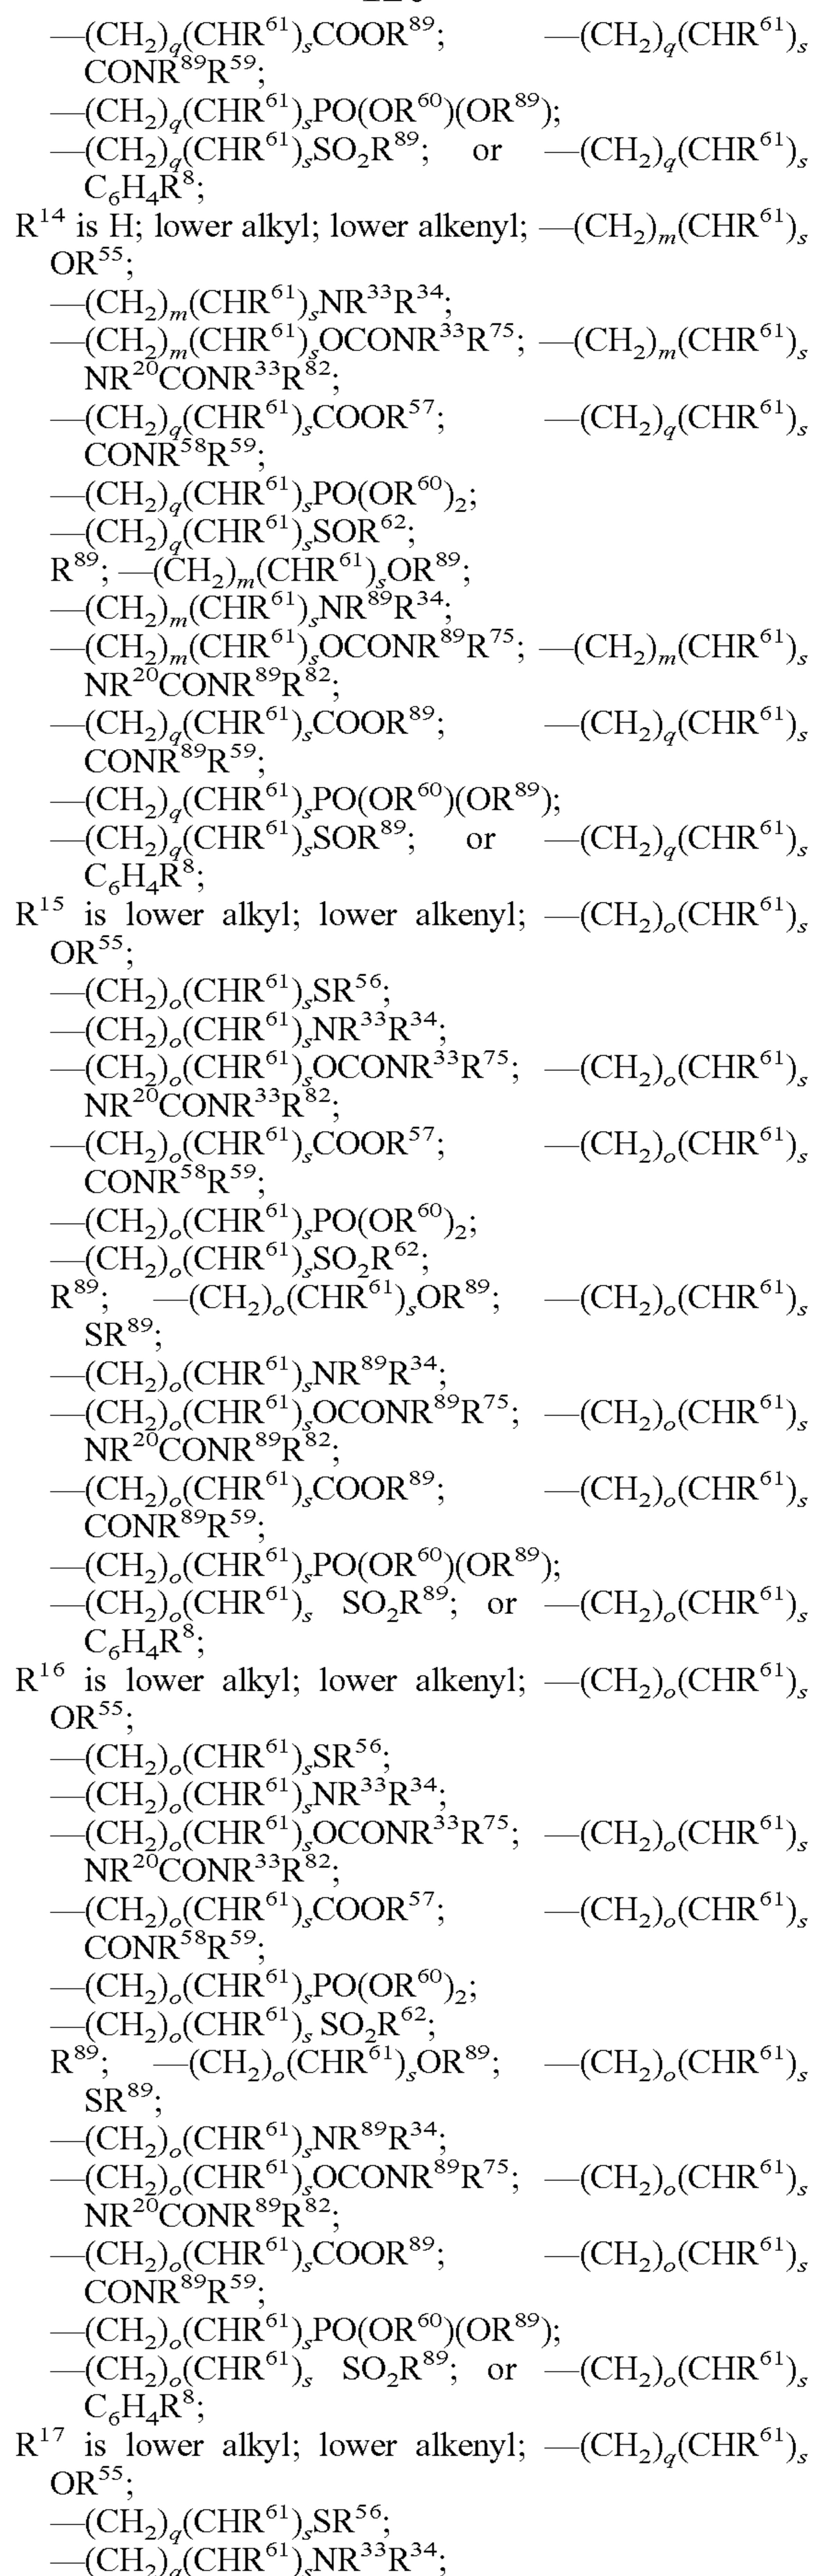 —(CH₂)q(CHR⁶¹)sCOOR⁸⁹; —(CH₂)q(CHR⁶¹)s
CONR⁸⁹R⁵⁹;
—(CH₂)q(CHR⁶¹)sPO(OR⁶⁰)(OR⁸⁹);
—(CH₂)q(CHR⁶¹)sSO₂R⁸⁹; or —(CH₂)q(CHR⁶¹)s
C₆H₄R⁸;
R¹⁴ is H; lower alkyl; lower alkenyl; —(CH₂)m(CHR⁶¹)s
OR⁵⁵;
—(CH₂)m(CHR⁶¹)sNR³³R³⁴;
—(CH₂)m(CHR⁶¹)sOCONR³³R⁷⁵; —(CH₂)m(CHR⁶¹)s
NR²⁰CONR³³R⁸²;
—(CH₂)q(CHR⁶¹)sCOOR⁵⁷; —(CH₂)q(CHR⁶¹)s
CONR⁵⁸R⁵⁹;
—(CH₂)q(CHR⁶¹)sPO(OR⁶⁰)₂;
—(CH₂)q(CHR⁶¹)sSOR⁶²;
R⁸⁹; —(CH₂)m(CHR⁶¹)sOR⁸⁹;
—(CH₂)m(CHR⁶¹)sNR⁸⁹R³⁴;
—(CH₂)m(CHR⁶¹)sOCONR⁸⁹R⁷⁵; —(CH₂)m(CHR⁶¹)s
NR²⁰CONR⁸⁹R⁸²;
—(CH₂)q(CHR⁶¹)sCOOR⁸⁹; —(CH₂)q(CHR⁶¹)s
CONR⁸⁹R⁵⁹;
—(CH₂)q(CHR⁶¹)sPO(OR⁶⁰)(OR⁸⁹);
—(CH₂)q(CHR⁶¹)sSOR⁸⁹; or —(CH₂)q(CHR⁶¹)s
C₆H₄R⁸;
R¹⁵ is lower alkyl; lower alkenyl; —(CH₂)o(CHR⁶¹)s
OR⁵⁵;
—(CH₂)o(CHR⁶¹)sSR⁵⁶;
—(CH₂)o(CHR⁶¹)sNR³³R³⁴;
—(CH₂)o(CHR⁶¹)sOCONR³³R⁷⁵; —(CH₂)o(CHR⁶¹)s
NR²⁰CONR³³R⁸²;
—(CH₂)o(CHR⁶¹)sCOOR⁵⁷; —(CH₂)o(CHR⁶¹)s
CONR⁵⁸R⁵⁹;
—(CH₂)o(CHR⁶¹)sPO(OR⁶⁰)₂;
—(CH₂)o(CHR⁶¹)sSO₂R⁶²;
R⁸⁹; —(CH₂)o(CHR⁶¹)sOR⁸⁹; —(CH₂)o(CHR⁶¹)s
SR⁸⁹;
—(CH₂)o(CHR⁶¹)sNR⁸⁹R³⁴;
—(CH₂)o(CHR⁶¹)sOCONR⁸⁹R⁷⁵; —(CH₂)o(CHR⁶¹)s
NR²⁰CONR⁸⁹R⁸²;
—(CH₂)o(CHR⁶¹)sCOOR⁸⁹; —(CH₂)o(CHR⁶¹)s
CONR⁸⁹R⁵⁹;
—(CH₂)o(CHR⁶¹)sPO(OR⁶⁰)(OR⁸⁹);
—(CH₂)o(CHR⁶¹)s SO₂R⁸⁹; or —(CH₂)o(CHR⁶¹)s
C₆H₄R⁸;
R¹⁶ is lower alkyl; lower alkenyl; —(CH₂)o(CHR⁶¹)s
OR⁵⁵;
—(CH₂)o(CHR⁶¹)sSR⁵⁶;
—(CH₂)o(CHR⁶¹)sNR³³R³⁴;
—(CH₂)o(CHR⁶¹)sOCONR³³R⁷⁵; —(CH₂)o(CHR⁶¹)s
NR²⁰CONR³³R⁸²;
—(CH₂)o(CHR⁶¹)sCOOR⁵⁷; —(CH₂)o(CHR⁶¹)s
CONR⁵⁸R⁵⁹;
—(CH₂)o(CHR⁶¹)sPO(OR⁶⁰)₂;
—(CH₂)o(CHR⁶¹)s SO₂R⁶²;
R⁸⁹; —(CH₂)o(CHR⁶¹)sOR⁸⁹; —(CH₂)o(CHR⁶¹)s
SR⁸⁹;
—(CH₂)o(CHR⁶¹)sNR⁸⁹R³⁴;
—(CH₂)o(CHR⁶¹)sOCONR⁸⁹R⁷⁵; —(CH₂)o(CHR⁶¹)s
NR²⁰CONR⁸⁹R⁸²;
—(CH₂)o(CHR⁶¹)sCOOR⁸⁹; —(CH₂)o(CHR⁶¹)s
CONR⁸⁹R⁵⁹;
—(CH₂)o(CHR⁶¹)sPO(OR⁶⁰)(OR⁸⁹);
—(CH₂)o(CHR⁶¹)s SO₂R⁸⁹; or —(CH₂)o(CHR⁶¹)s
C₆H₄R⁸;
R¹⁷ is lower alkyl; lower alkenyl; —(CH₂)q(CHR⁶¹)s
OR⁵⁵;
—(CH₂)q(CHR⁶¹)sSR⁵⁶;
—(CH₂)q(CHR⁶¹)sNR³³R³⁴;